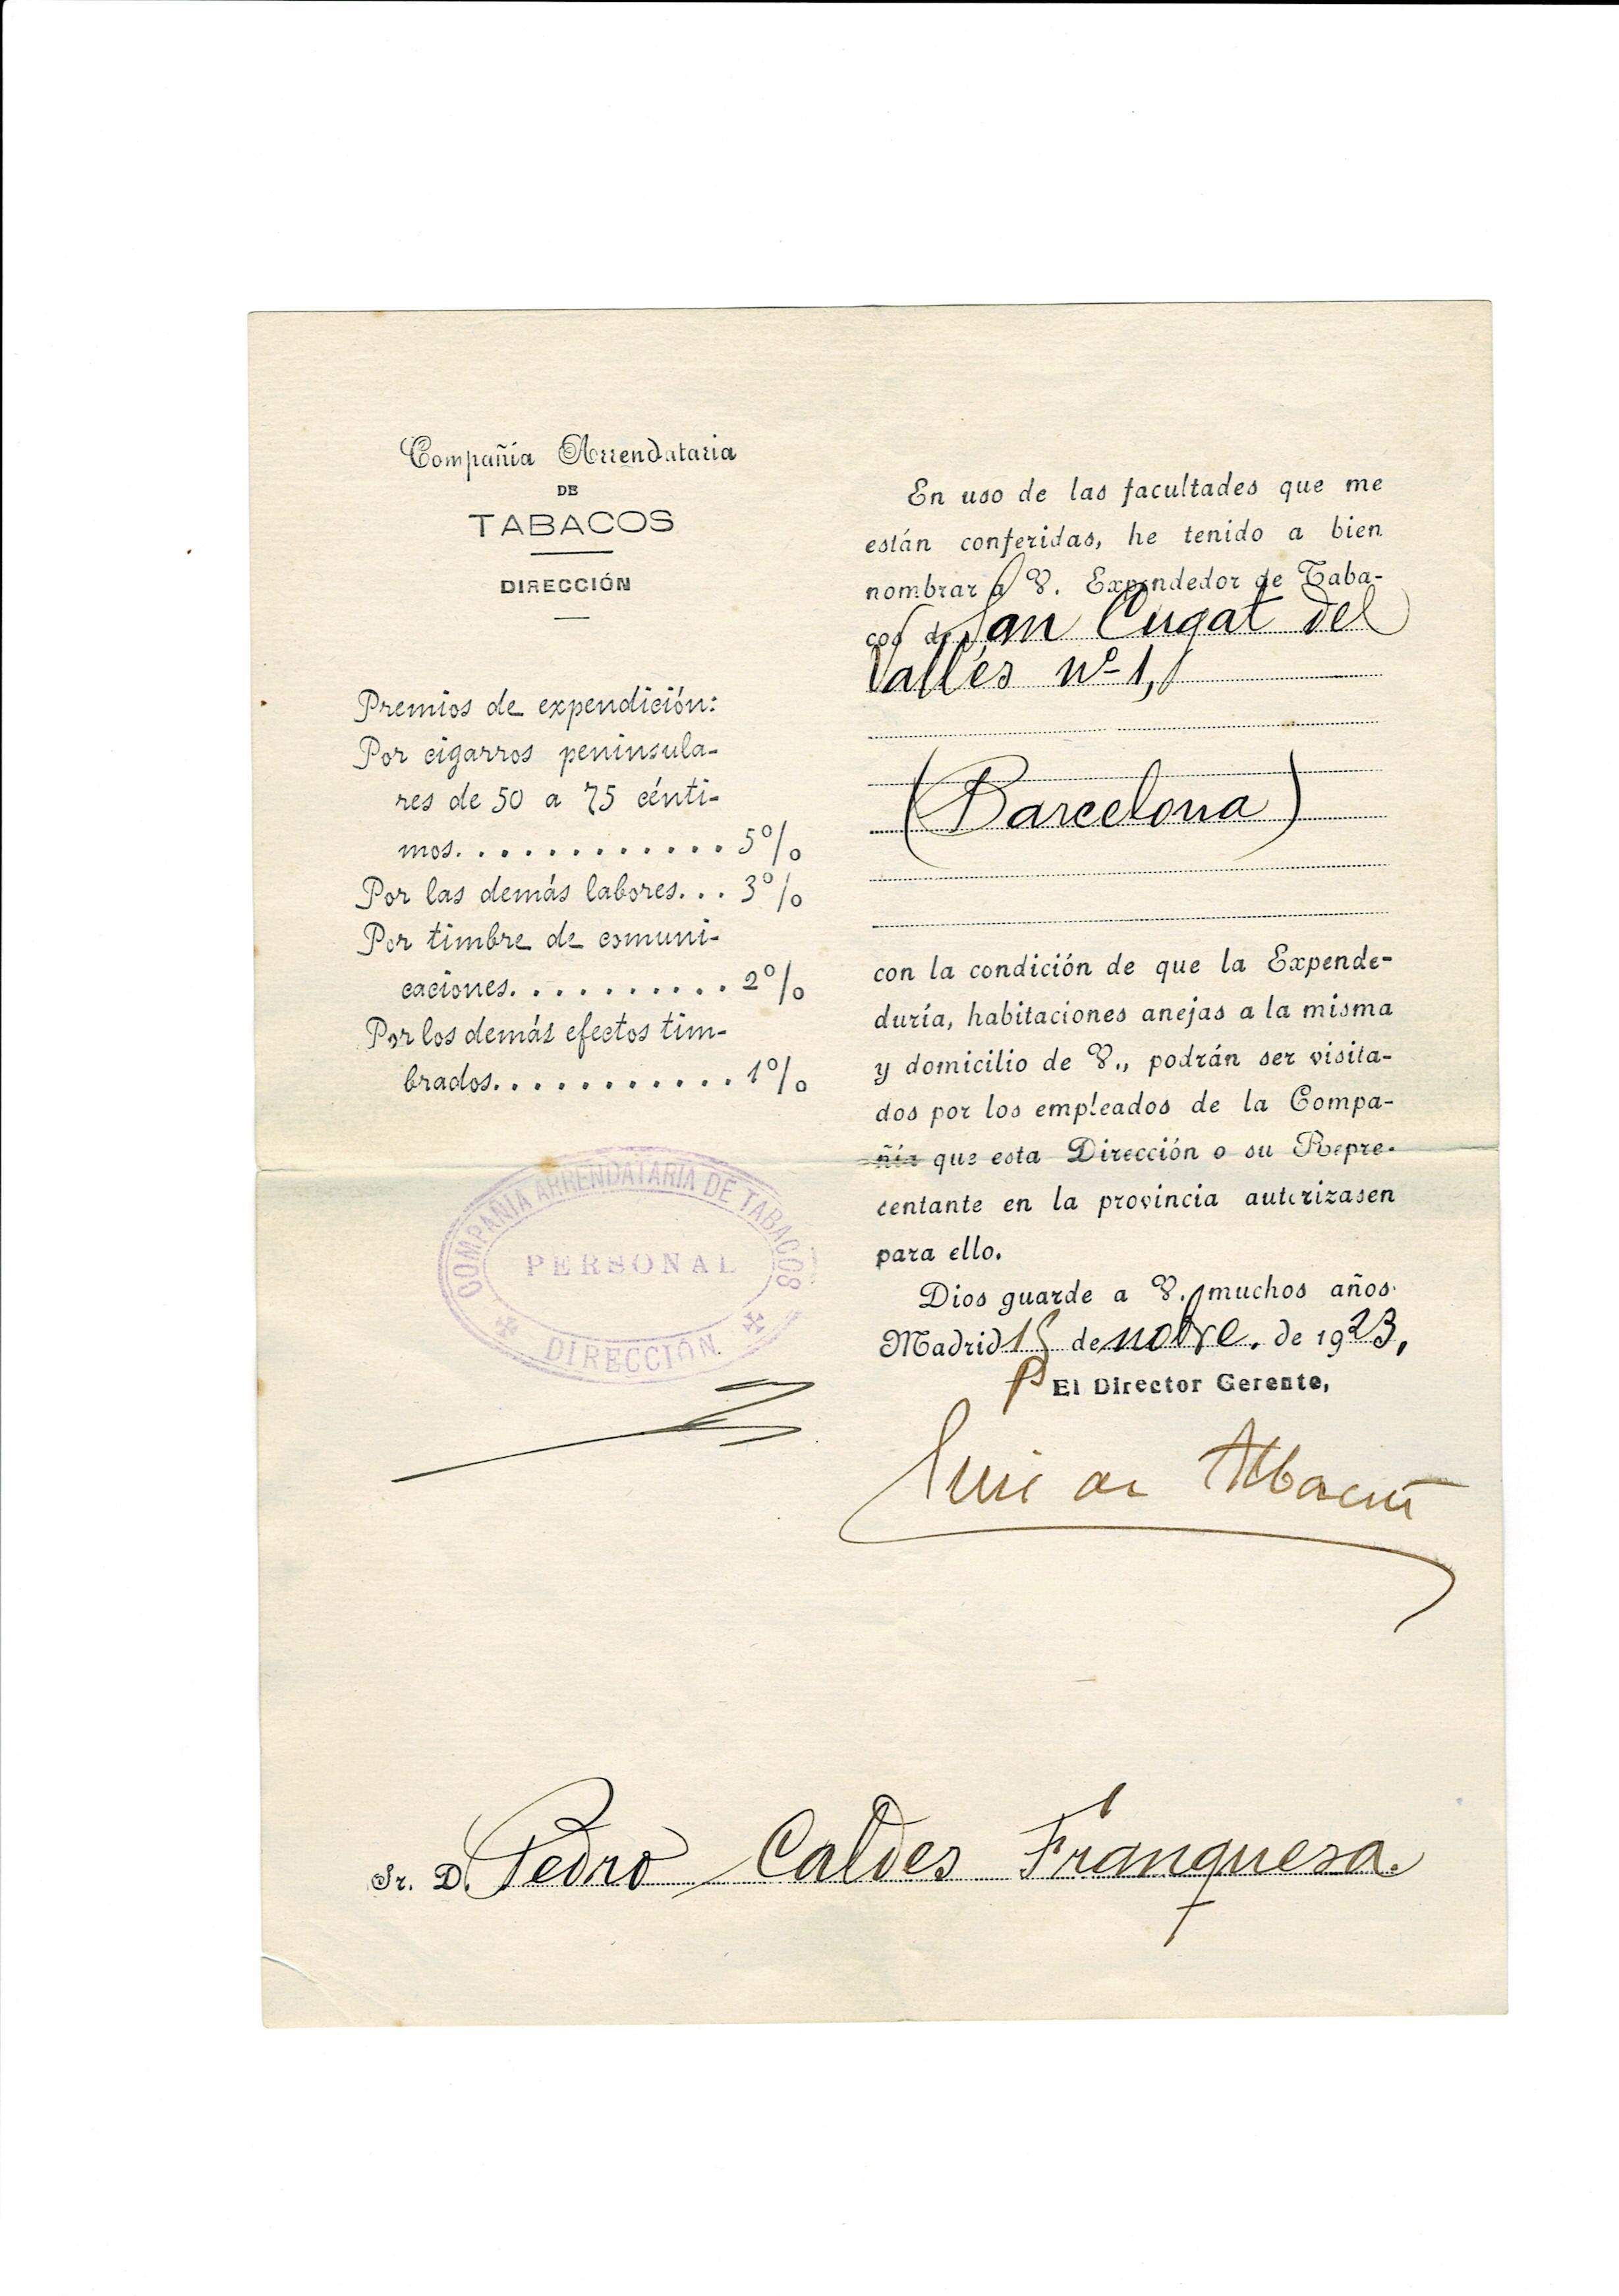 Compañía Arrendataria
DE
TABACOS
DIRECCIÓN
Premios de expendición:
Por cigarros peninsula-
res de 50 a 75 cénti-
mos............ 5%
Por las demás labores... 3%
Por timbre de comuni-
caciones.......... 2%
Por los demás efectos tim-
brados........... 1%
COMPAÑIA ARRENDATARIA DE TABACOS
PERSONAL
DIRECCIÓN
En uso de las facultades que me
están conferidas, he tenido a bien
nombrar a V. Expendedor de Taba-
cos de San Cugat del
Vallés nº 1,
(Barcelona)
con la condición de que la Expende-
duría, habitaciones anejas a la misma
y domicilio de V., podrán ser visita-
dos por los empleados de la Compa-
ñía que esta Dirección o su Repre-
sentante en la provincia autorizasen
para ello.
Dios guarde a V. muchos años.
Madrid 15 de nobre. de 1923,
P El Director Gerente,
Luis de
Sr. D. Pedro Caldes Franquesa.